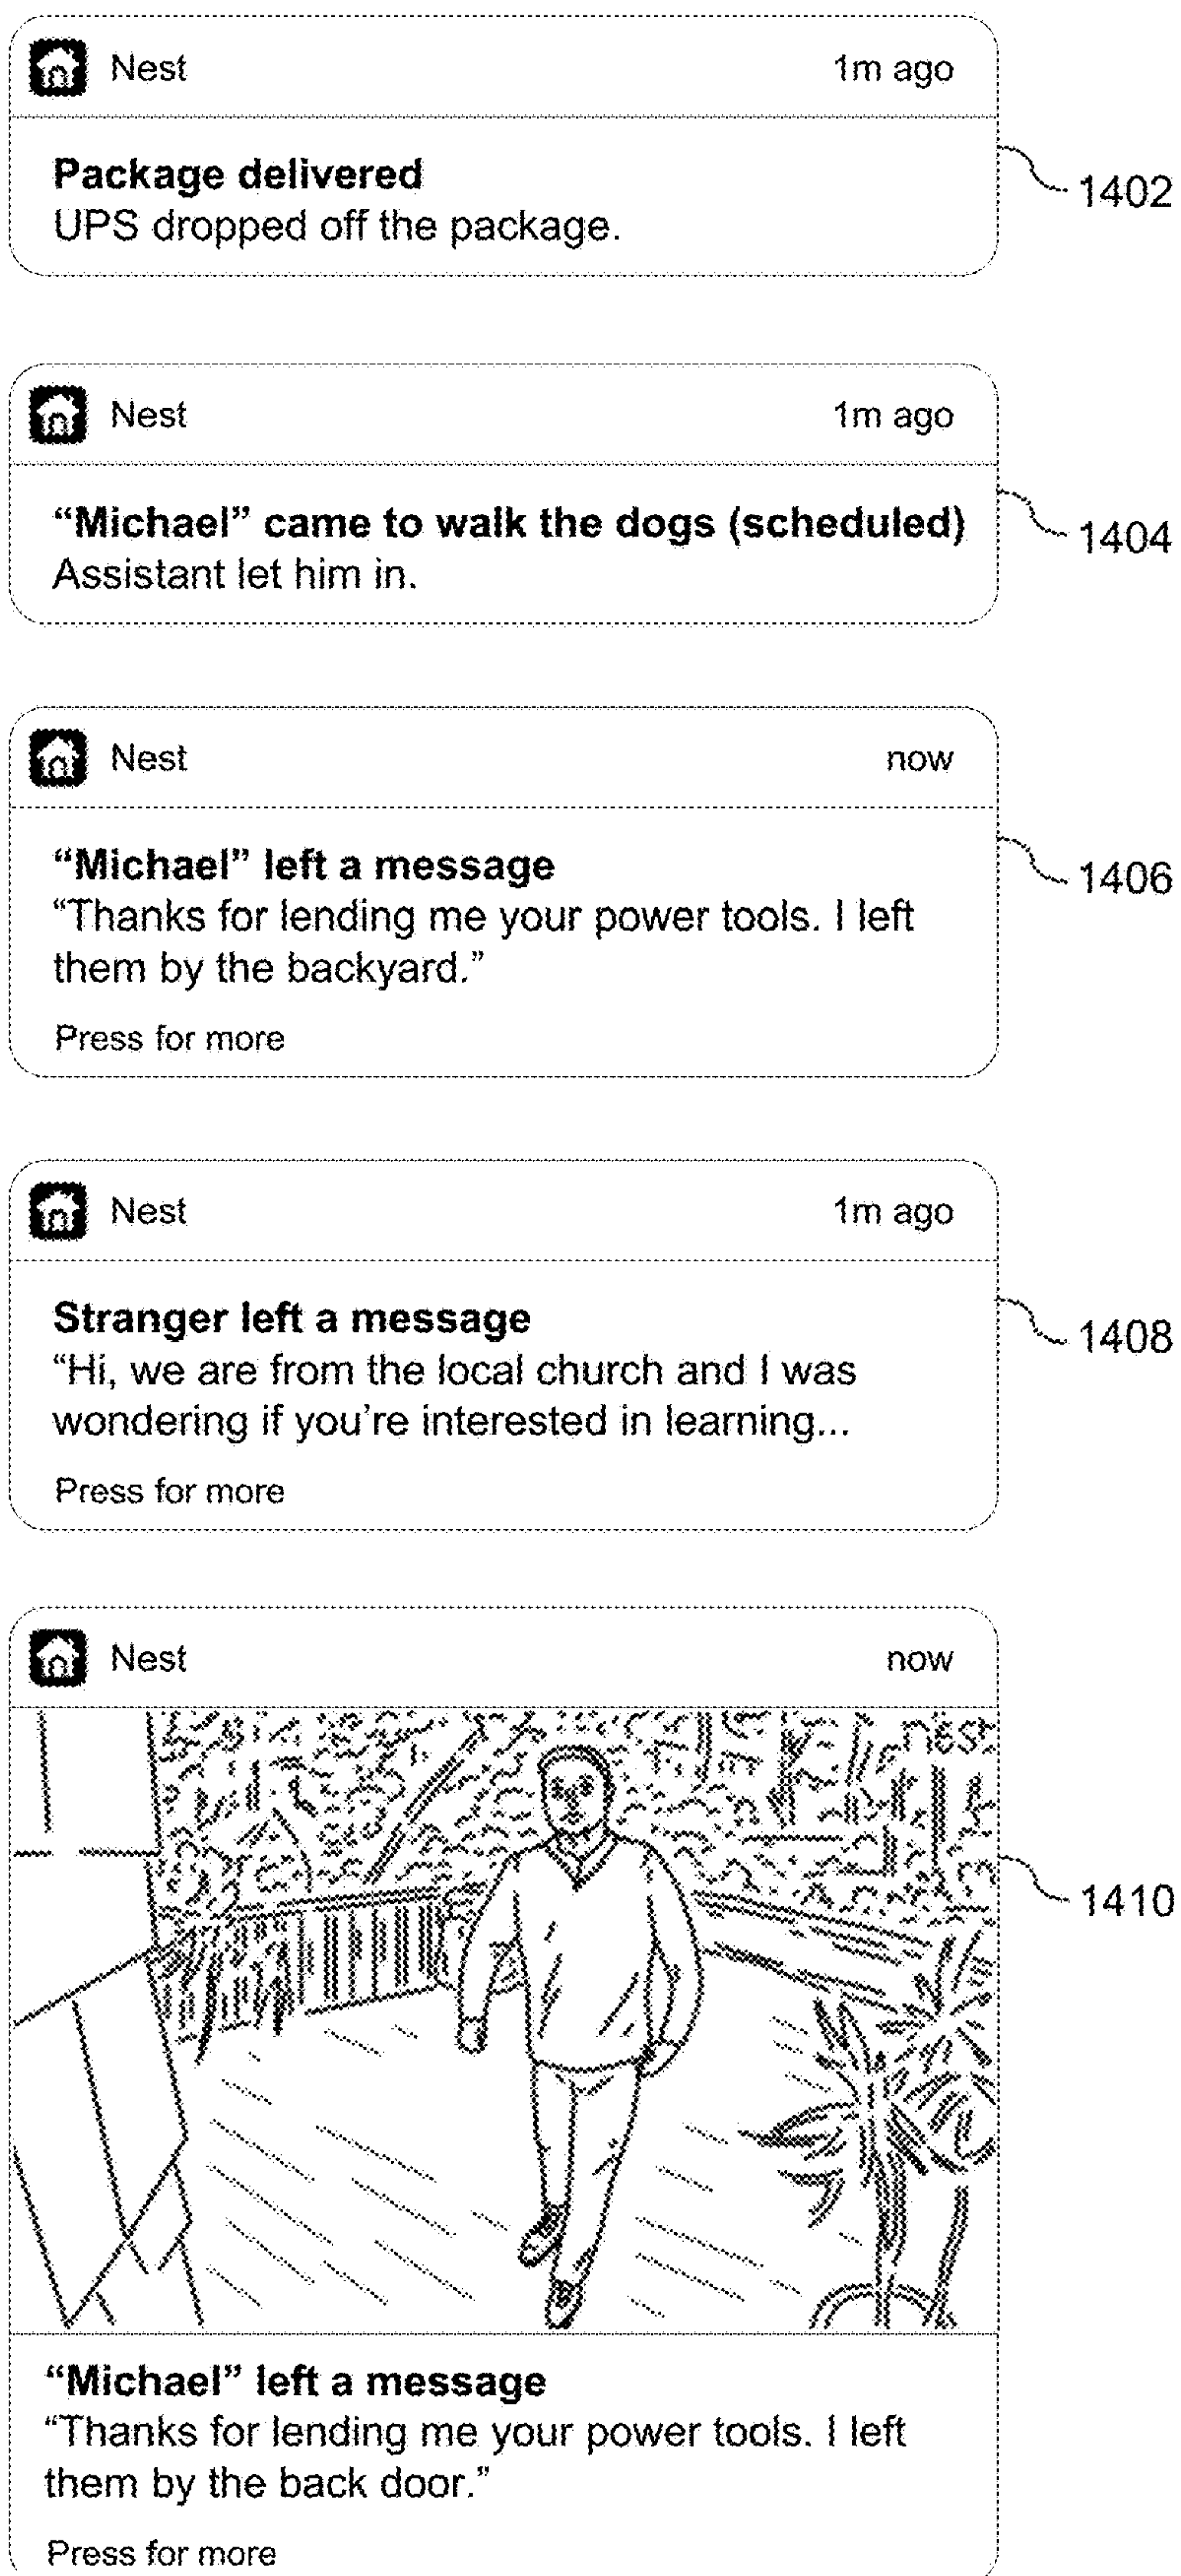 Nest 1m ago
Package delivered
UPS dropped off the package.
1402
Nest 1m ago
“Michael” came to walk the dogs (scheduled)
Assistant let him in.
1404
Nest now
“Michael” left a message
“Thanks for lending me your power tools. I left
them by the backyard.”
Press for more
1406
Nest 1m ago
Stranger left a message
“Hi, we are from the local church and I was
wondering if you’re interested in learning...
Press for more
1408
Nest now
nest
1410
“Michael” left a message
“Thanks for lending me your power tools. I left
them by the back door.”
Press for more